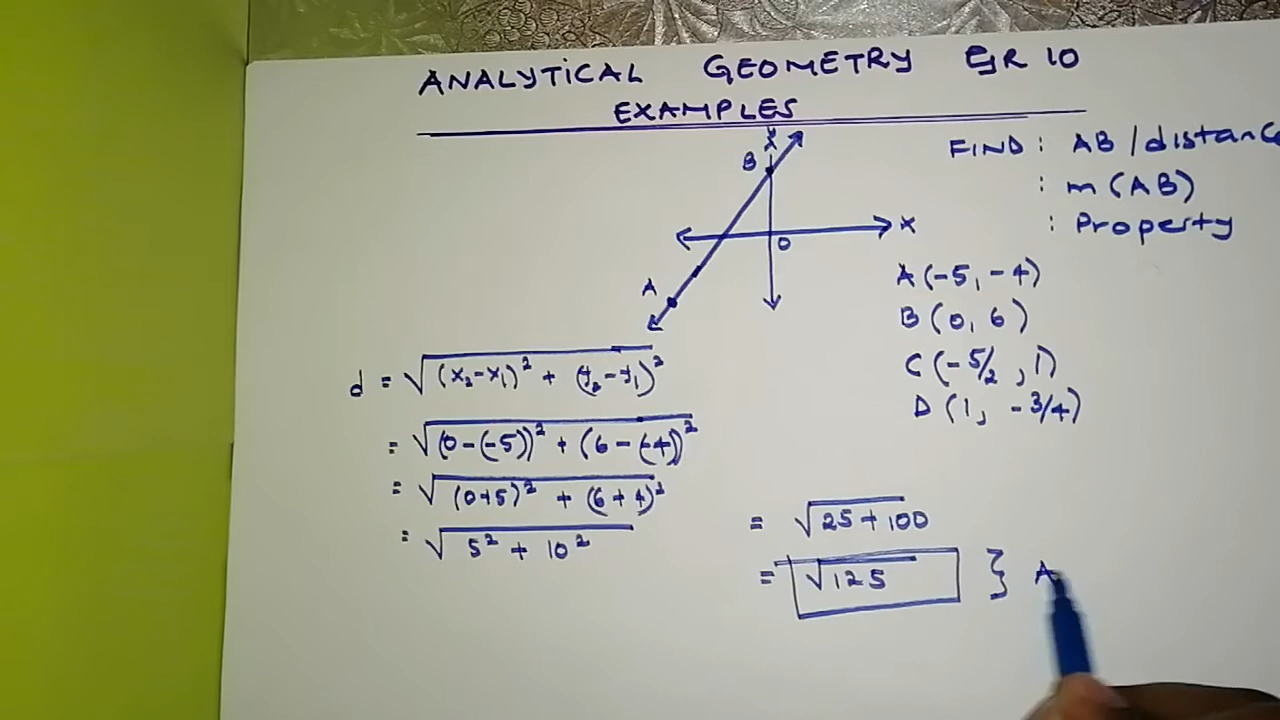 ANALYTICAL GEOMETRY GR 10
EXAMPLES
FIND : AB / distance
: m (AB)
: Property
Y
B
X
O
A
A (-5, -4)
B (0, 6)
C (-5/2, 1)
D (1, -3/4)
d = √(x₂-x₁)² + (y₂-y₁)²
= √(0-(-5))² + (6-(-4))²
= √(0+5)² + (6+4)²
= √5² + 10²
= √25+100
= √125 } A